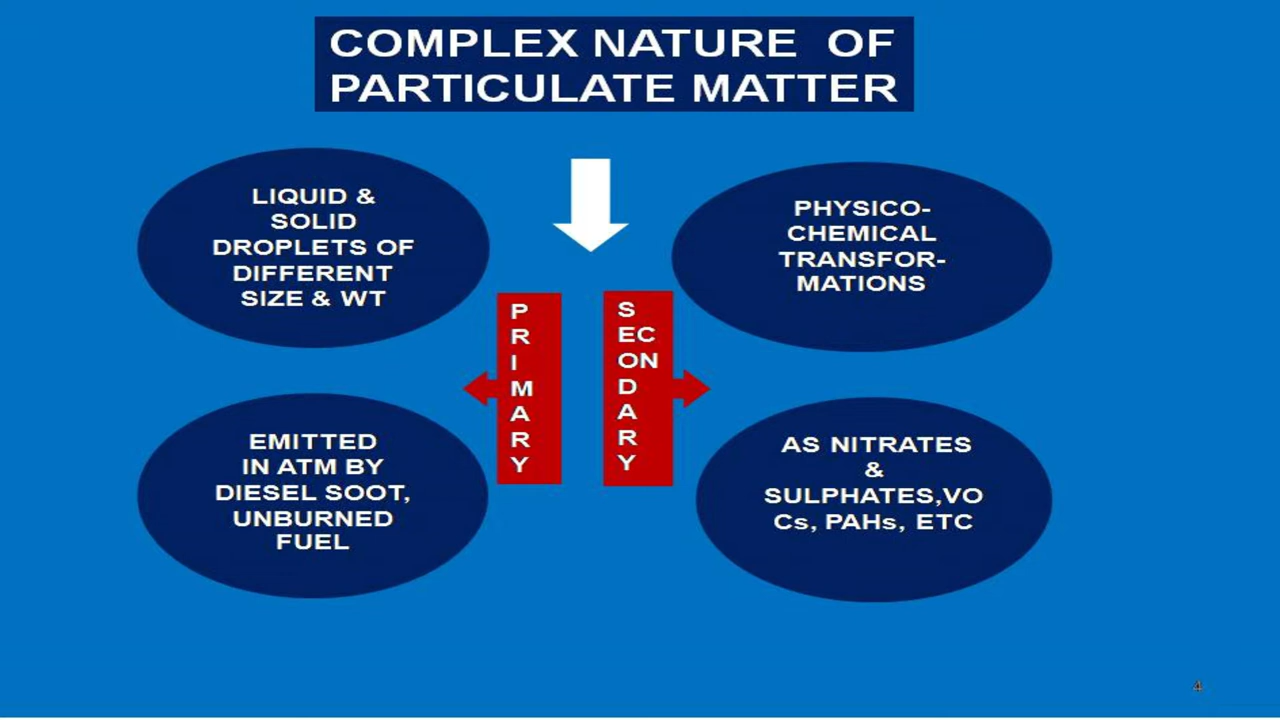 COMPLEX NATURE OF
PARTICULATE MATTER
LIQUID &
SOLID
DROPLETS OF
DIFFERENT
SIZE & WT
EMITTED
IN ATM BY
DIESEL SOOT,
UNBURNED
FUEL
P
R
I
M
A
R
Y
S
EC
ON
D
A
R
Y
PHYSICO-
CHEMICAL
TRANSFOR-
MATIONS
AS NITRATES
&
SULPHATES,VO
Cs, PAHs, ETC
4